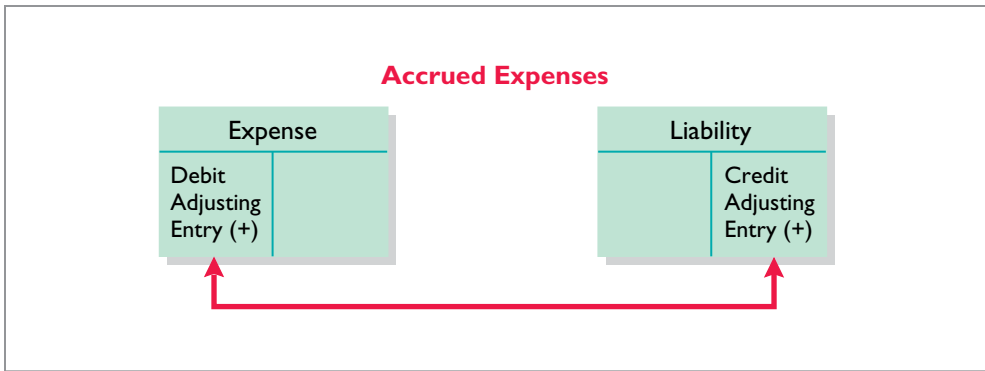 Accrued Expenses
Expense
Debit
Adjusting
Entry (+)
Liability
Credit
Adjusting
Entry (+)